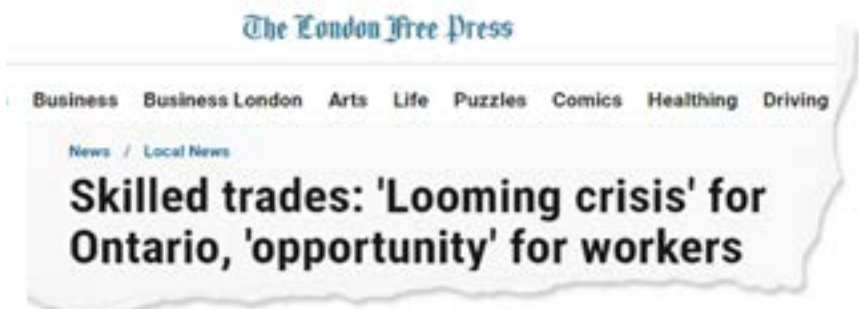 The London Free Press
Business Business London Arts Life Puzzles Comics Healthing Driving
News / Local News
Skilled trades: 'Looming crisis' for
Ontario, 'opportunity' for workers